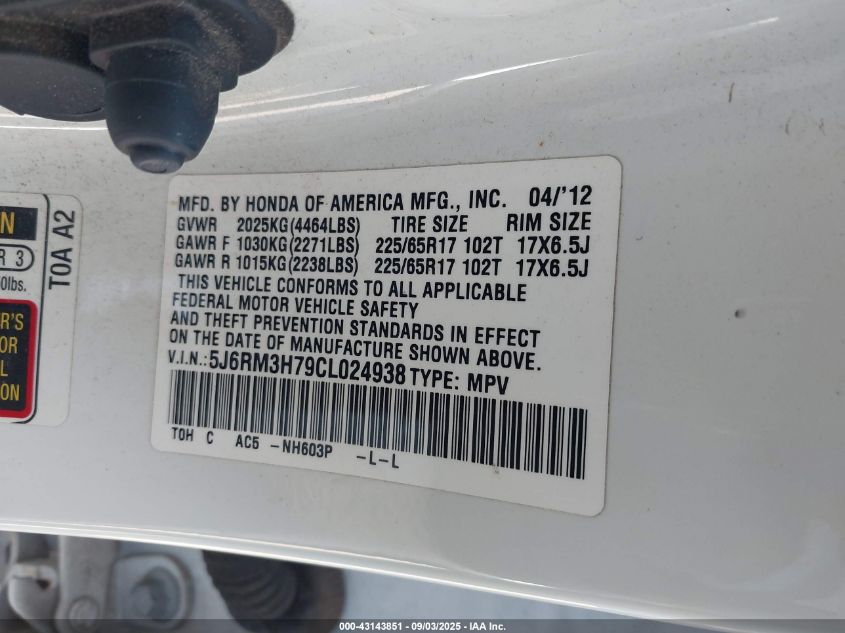 MFD. BY HONDA OF AMERICA MFG., INC. 04/'12
GVWR 2025KG(4464LBS) TIRE SIZE RIM SIZE
GAWR F 1030KG(2271LBS) 225/65R17 102T 17X6.5J
GAWR R 1015KG(2238LBS) 225/65R17 102T 17X6.5J
THIS VEHICLE CONFORMS TO ALL APPLICABLE
FEDERAL MOTOR VEHICLE SAFETY
AND THEFT PREVENTION STANDARDS IN EFFECT
ON THE DATE OF MANUFACTURE SHOWN ABOVE.
V.I.N.:5J6RM3H79CL024938 TYPE: MPV
T0H C AC5 -NH603P -L-L
T0A A2
R 3
0lbs.
000-43143851 - 09/03/2025 - IAA Inc.